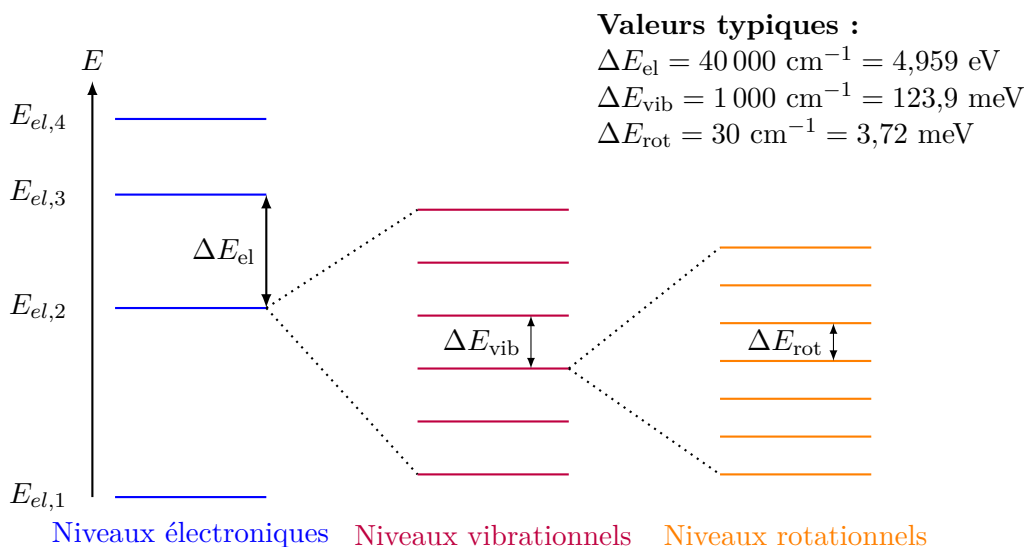 Valeurs typiques :
ΔE_el = 40 000 cm⁻¹ = 4,959 eV
ΔE_vib = 1 000 cm⁻¹ = 123,9 meV
ΔE_rot = 30 cm⁻¹ = 3,72 meV
E
E_el,4
E_el,3
ΔE_el
E_el,2
ΔE_vib
ΔE_rot
E_el,1
Niveaux électroniques
Niveaux vibrationnels
Niveaux rotationnels